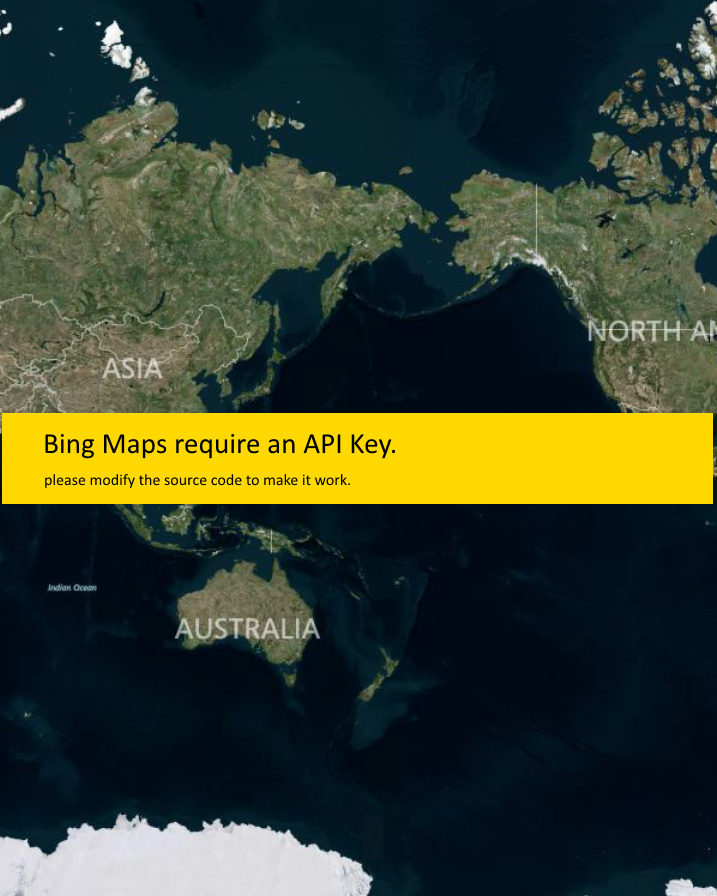 NORTH AM
ASIA
Bing Maps require an API Key.
please modify the source code to make it work.
Indian Ocean
AUSTRALIA